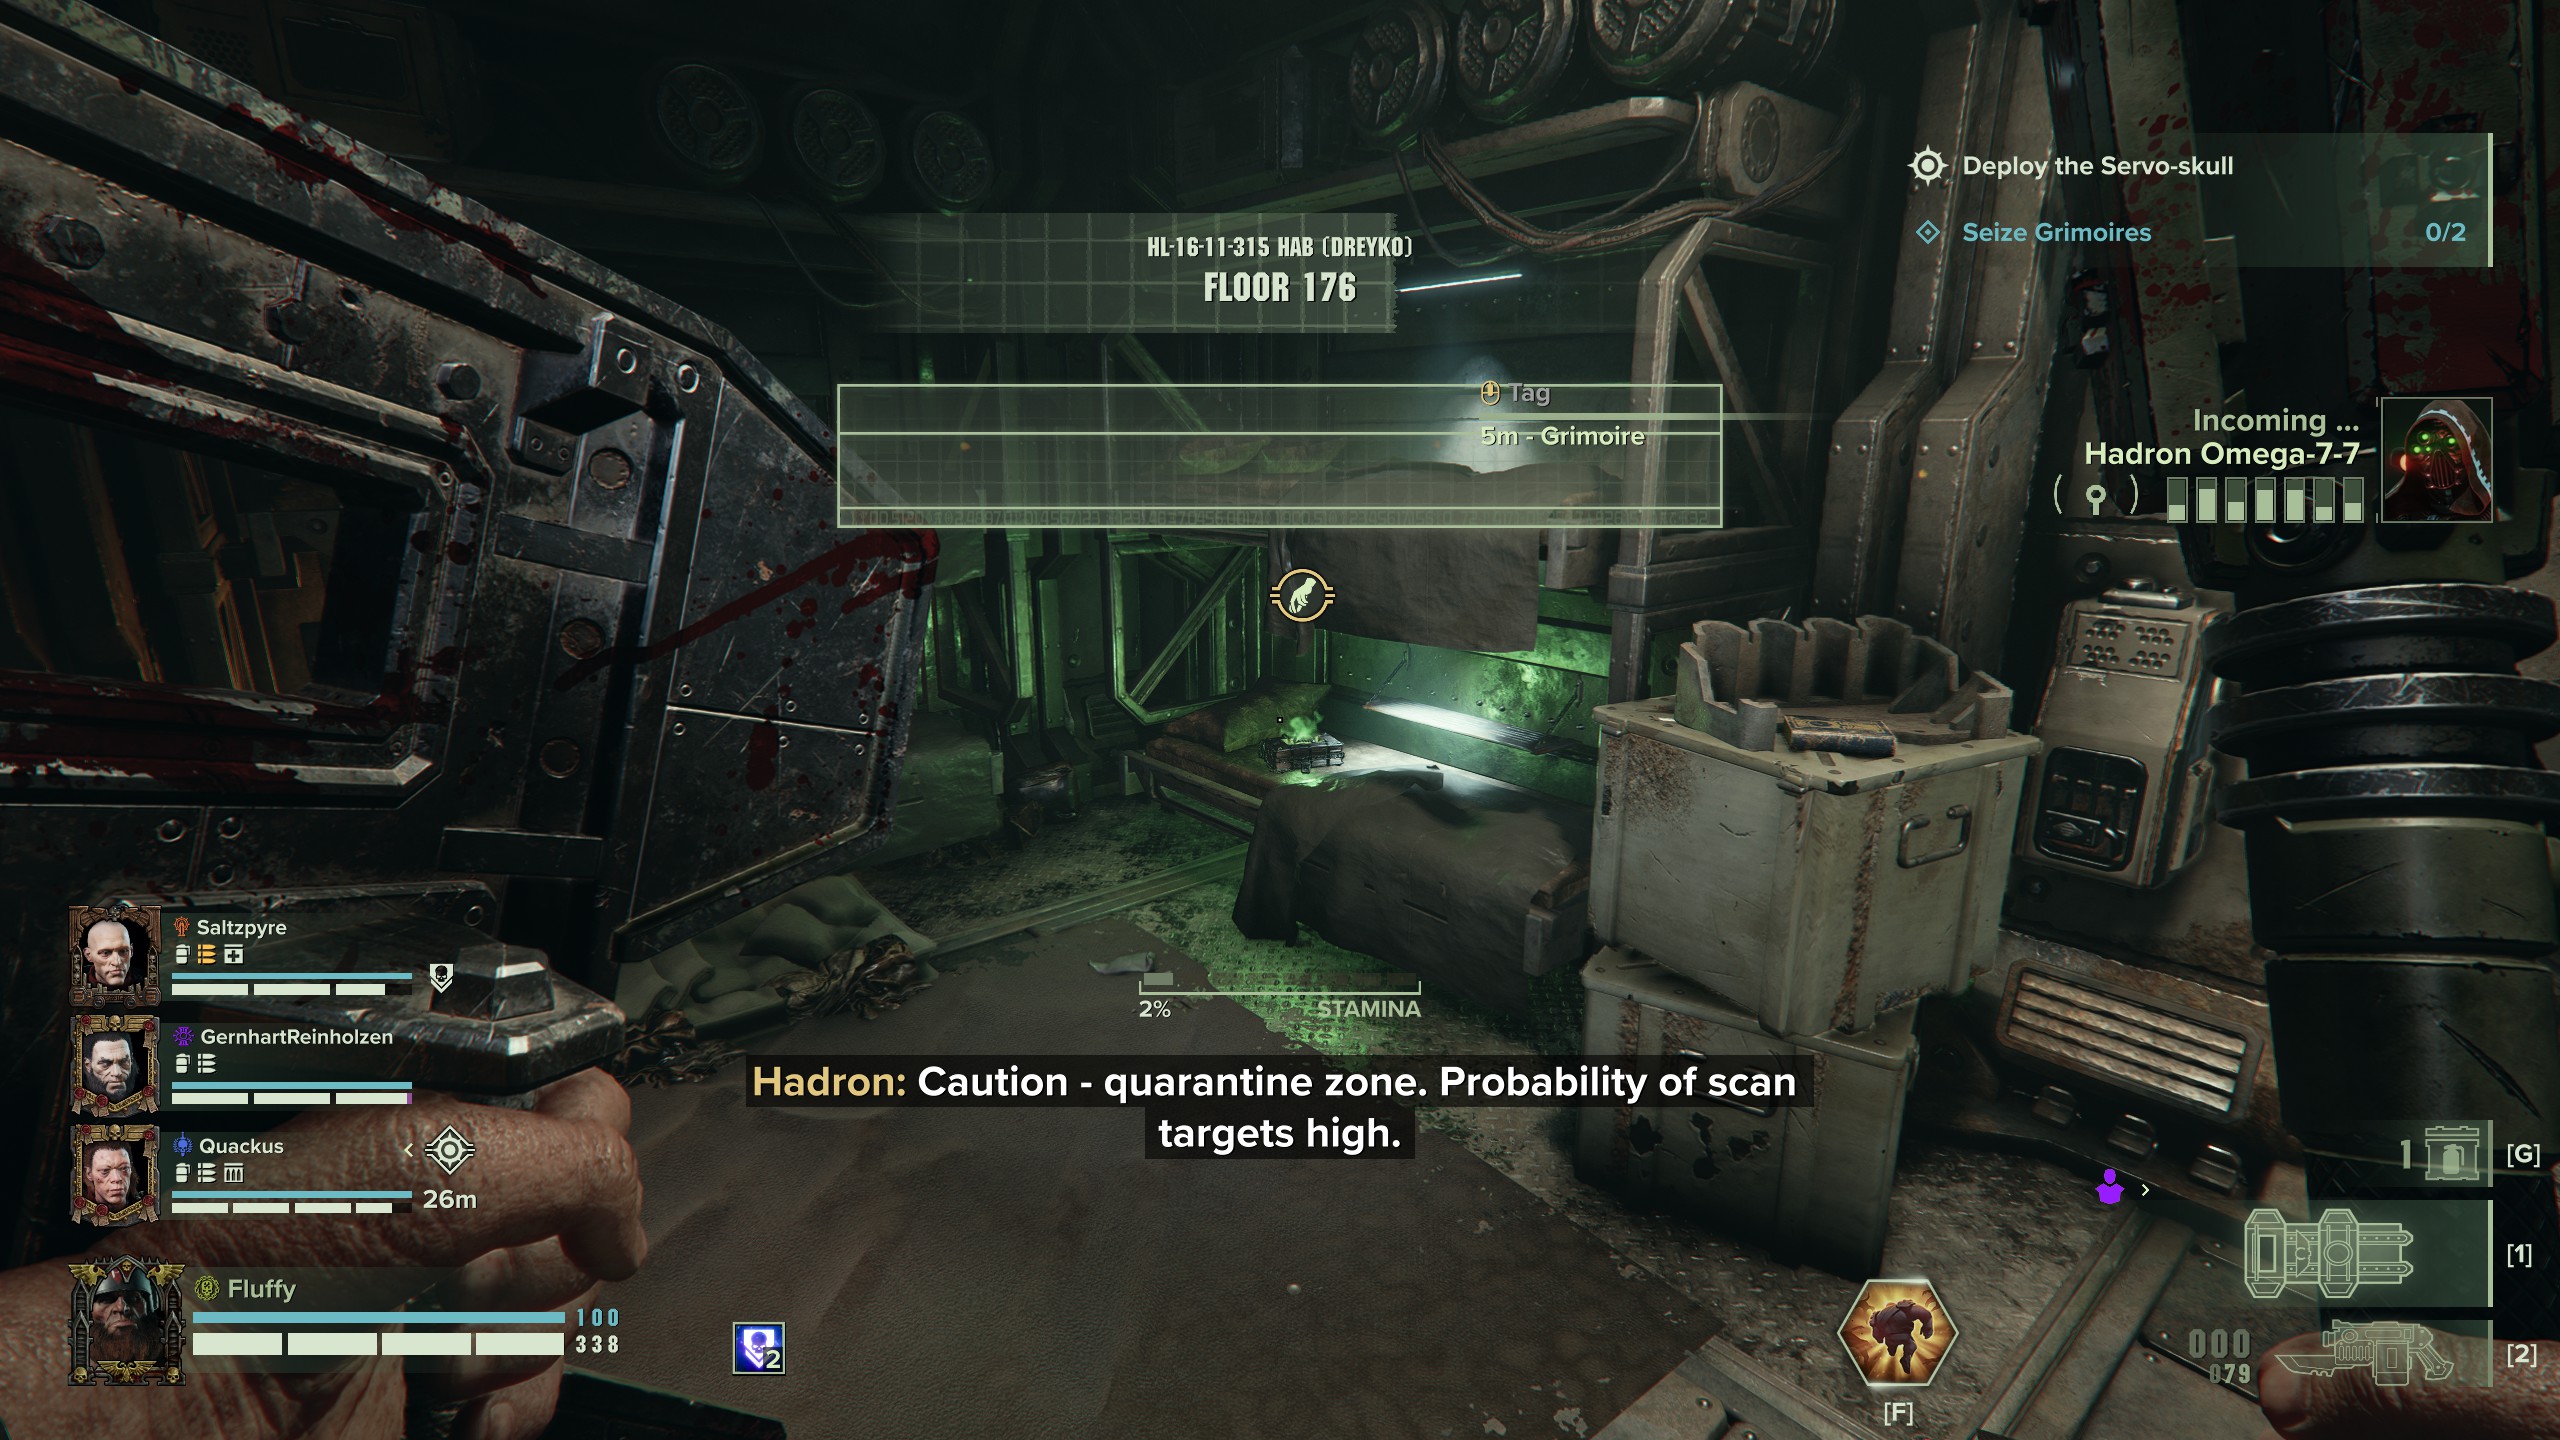 Deploy the Servo-skull
Seize Grimoires 0/2
HL-16-11-315 HAB (DREYKO)
FLOOR 176
Tag
5m - Grimoire
Incoming ...
Hadron Omega-7-7
Saltzpyre
GernhartReinholzen
Quackus
26m
2% STAMINA
Hadron: Caution - quarantine zone. Probability of scan
targets high.
1 [G]
[1]
Fluffy
100
338
2
000
079
[2]
[F]